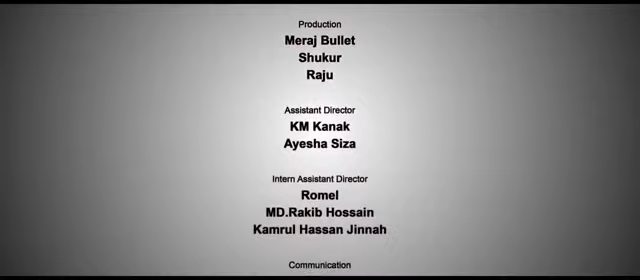 Production
Meraj Bullet
Shukur
Raju
Assistant Director
KM Kanak
Ayesha Siza
Intern Assistant Director
Romel
MD.Rakib Hossain
Kamrul Hassan Jinnah
Communication